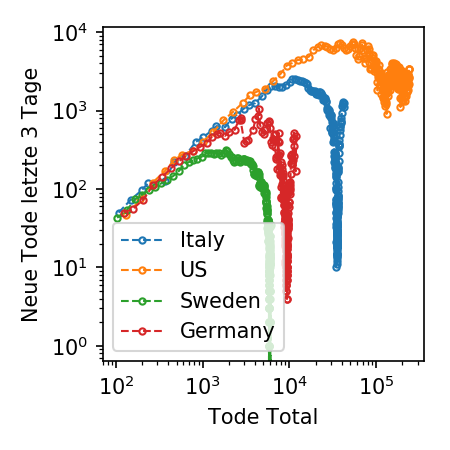 10⁴
10³
10²
10¹
10⁰
Neue Tode letzte 3 Tage
Italy
US
Sweden
Germany
10² 10³ 10⁴ 10⁵
Tode Total